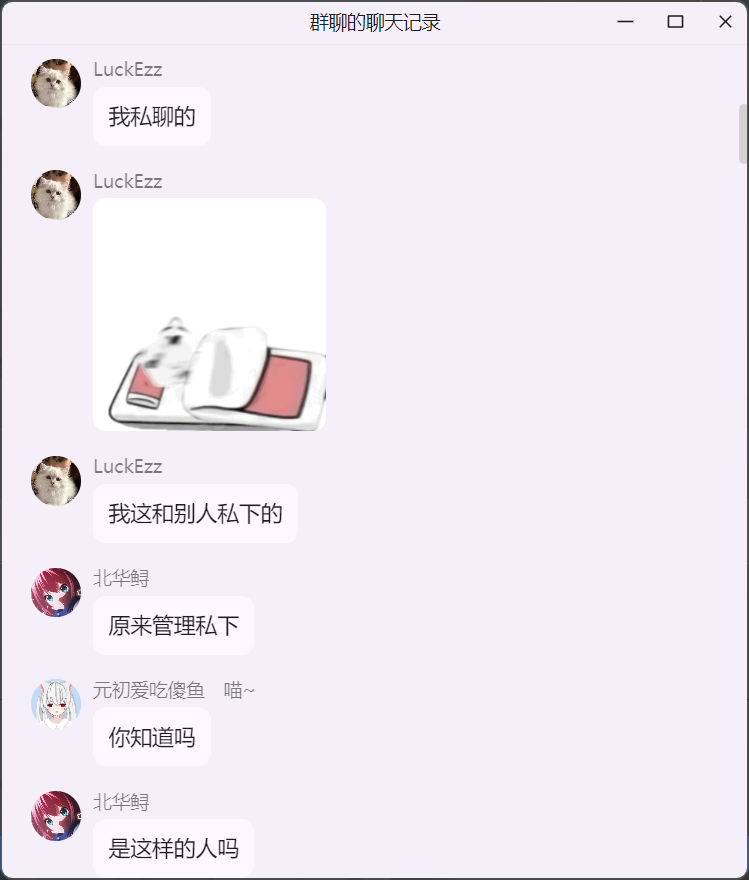 群聊的聊天记录
LuckEzz
我私聊的
LuckEzz
LuckEzz
我这和别人私下的
北华鲟
原来管理私下
元初爱吃傻鱼　喵~
你知道吗
北华鲟
是这样的人吗